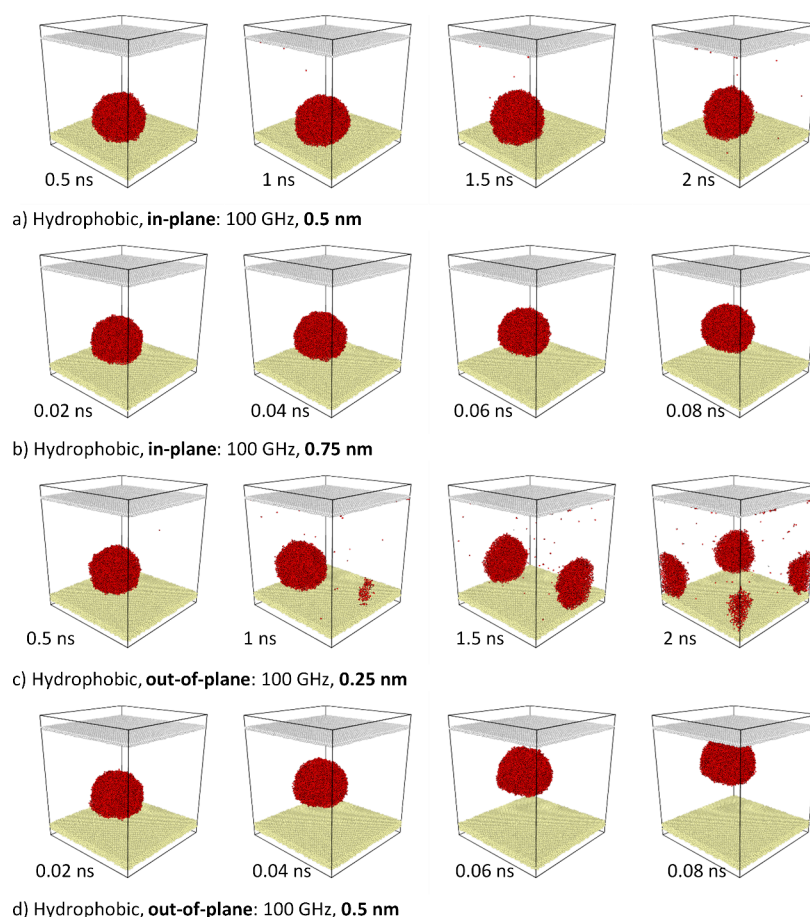 0.5 ns 1 ns 1.5 ns 2 ns
a) Hydrophobic, in-plane: 100 GHz, 0.5 nm
0.02 ns 0.04 ns 0.06 ns 0.08 ns
b) Hydrophobic, in-plane: 100 GHz, 0.75 nm
0.5 ns 1 ns 1.5 ns 2 ns
c) Hydrophobic, out-of-plane: 100 GHz, 0.25 nm
0.02 ns 0.04 ns 0.06 ns 0.08 ns
d) Hydrophobic, out-of-plane: 100 GHz, 0.5 nm